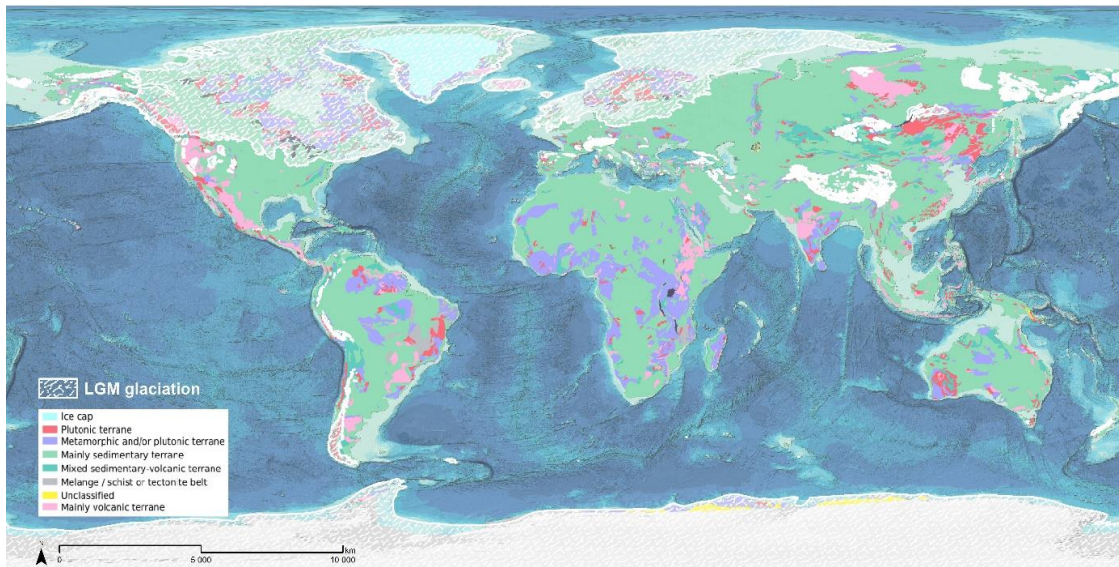 LGM glaciation
Ice cap
Plutonic terrane
Metamorphic and/or plutonic terrane
Mainly sedimentary terrane
Mixed sedimentary-volcanic terrane
Melange / schist or tectonite belt
Unclassified
Mainly volcanic terrane
km
0 5 000 10 000